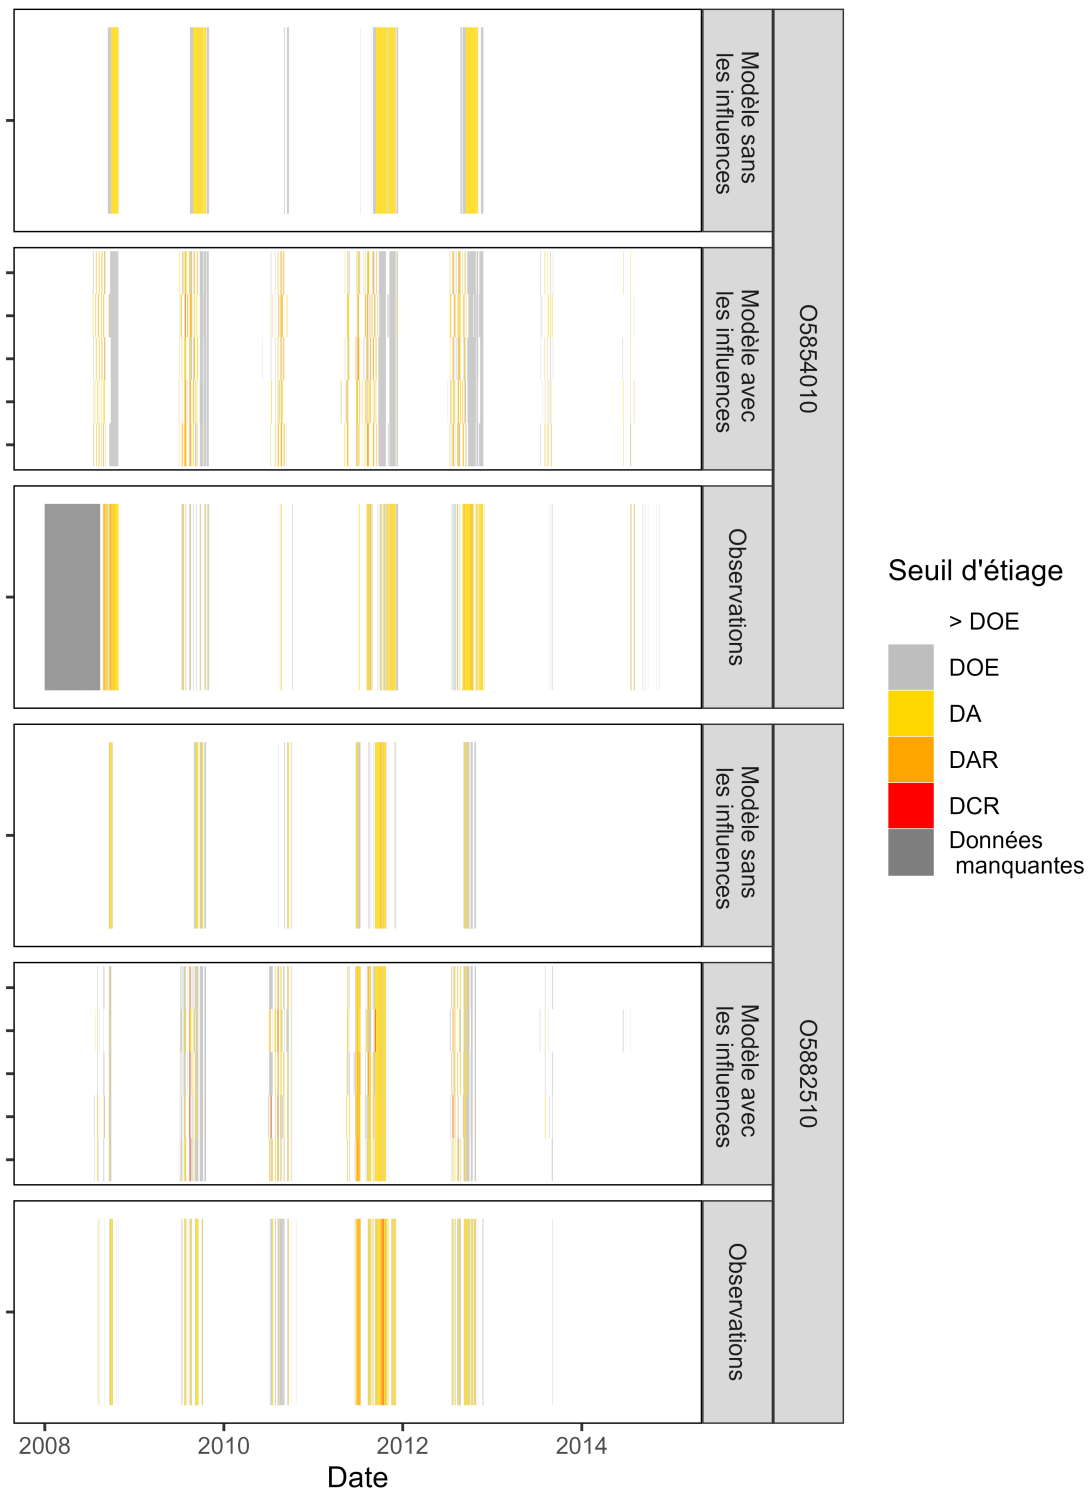 Modèle sans
les influences
Modèle avec
les influences
Observations
O5854010
Modèle sans
les influences
Modèle avec
les influences
Observations
O5882510
Seuil d'étiage
> DOE
DOE
DA
DAR
DCR
Données
manquantes
2008
2010
2012
2014
Date